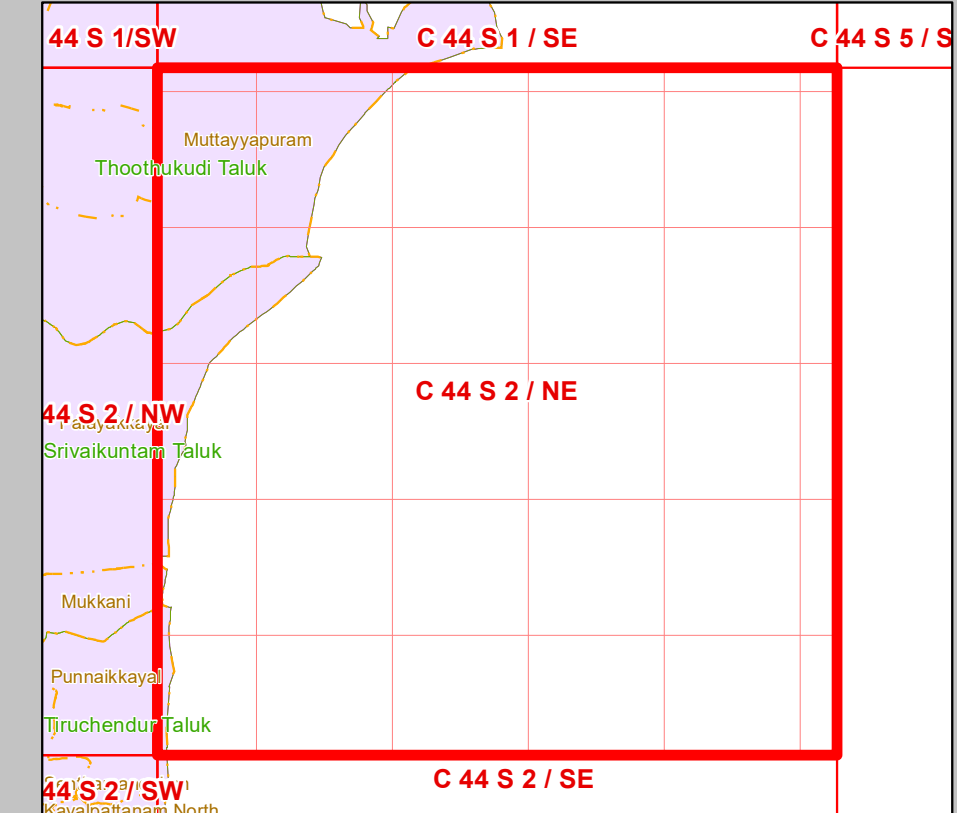 44 S 1/SW
C 44 S 1 / SE
C 44 S 5 / S
Muttayyapuram
Thoothukudi Taluk
C 44 S 2 / NE
44 S 2 / NW
Srivaikuntam Taluk
Mukkani
Punnaikkayal
Tiruchendur Taluk
C 44 S 2 / SE
44 S 2 / SW
Kayalpattanam North